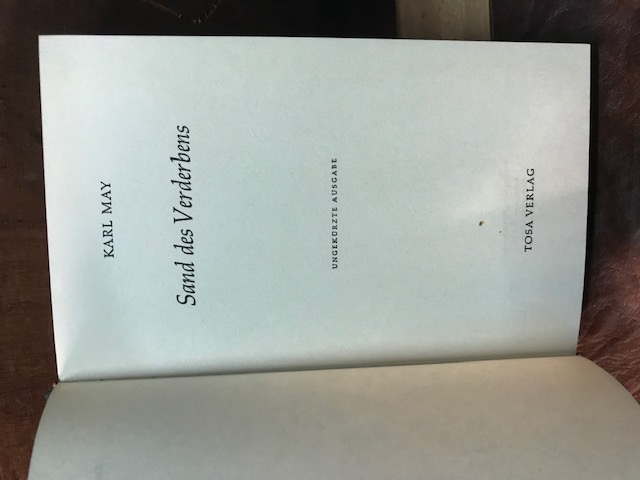 KARL MAY
Sand des Verderbens
UNGEKÜRZTE AUSGABE
TOSA VERLAG